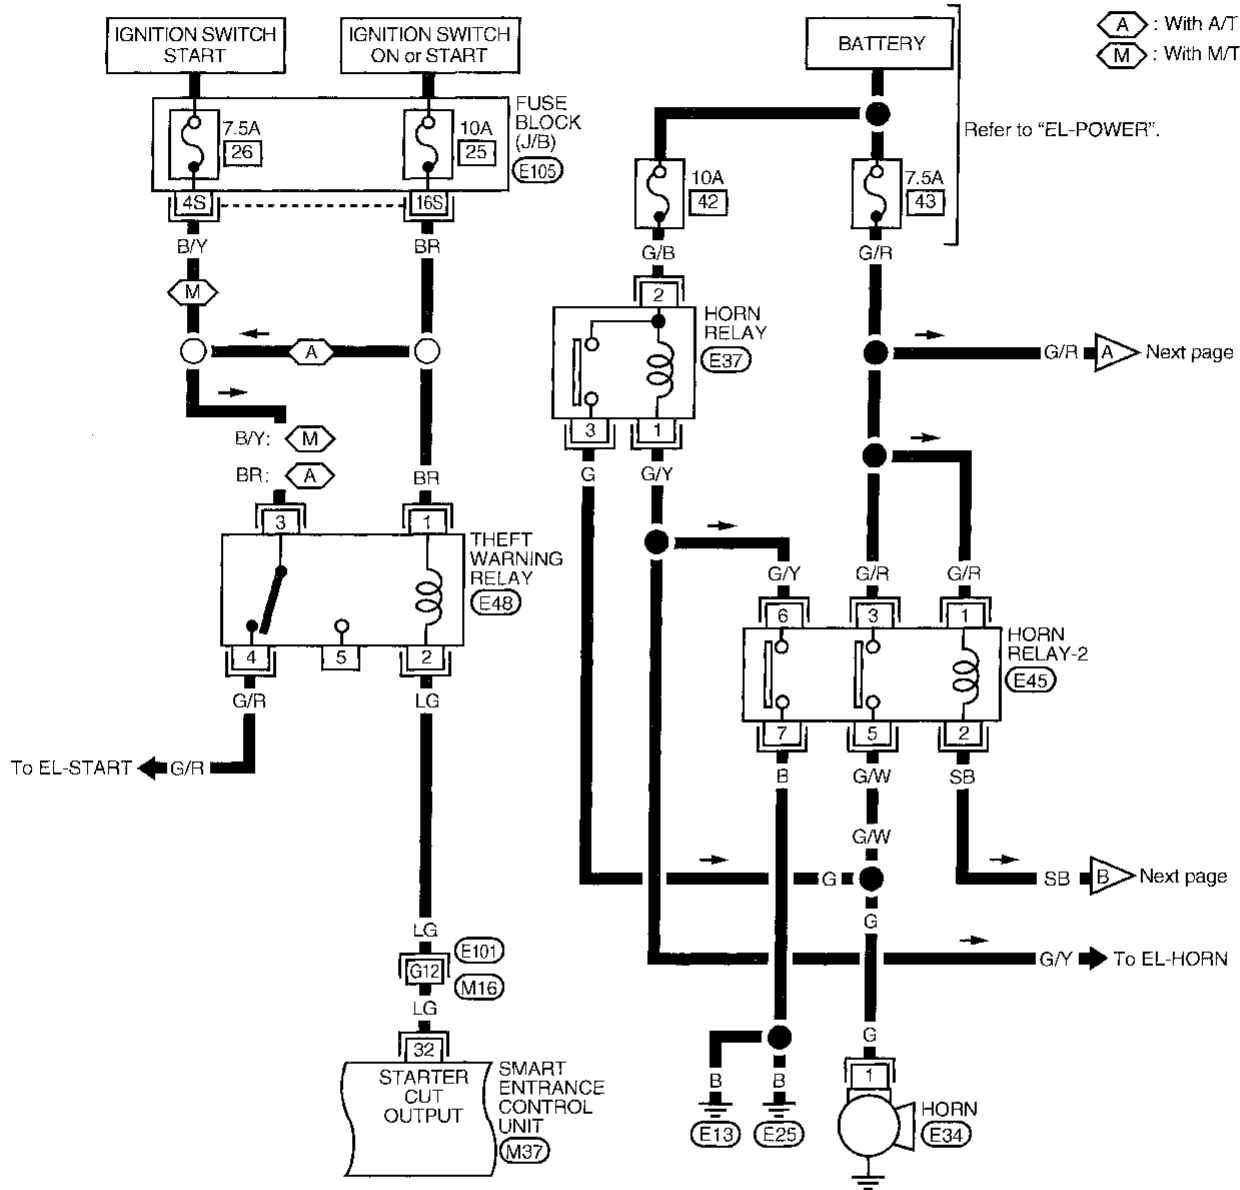 IGNITION SWITCH
START
IGNITION SWITCH
ON or START
BATTERY
A : With A/T
M : With M/T
FUSE
BLOCK
(J/B)
E105
7.5A
26
10A
25
Refer to "EL-POWER".
10A
42
7.5A
43
4S
16S
B/Y
BR
G/B
G/R
M
2
HORN
RELAY
E37
A
G/R A Next page
3
1
B/Y: M
BR: A
BR
G
G/Y
3
1
THEFT
WARNING
RELAY
E48
G/Y
G/R
G/R
6
3
1
HORN
RELAY-2
E45
4
5
2
G/R
LG
7
5
2
B
G/W
SB
To EL-START G/R
G/W
G
SB B Next page
G
LG
E101
G12
M16
LG
G/Y To EL-HORN
32
STARTER
CUT
OUTPUT
SMART
ENTRANCE
CONTROL
UNIT
M37
G
B
B
1
E13
E25
HORN
E34